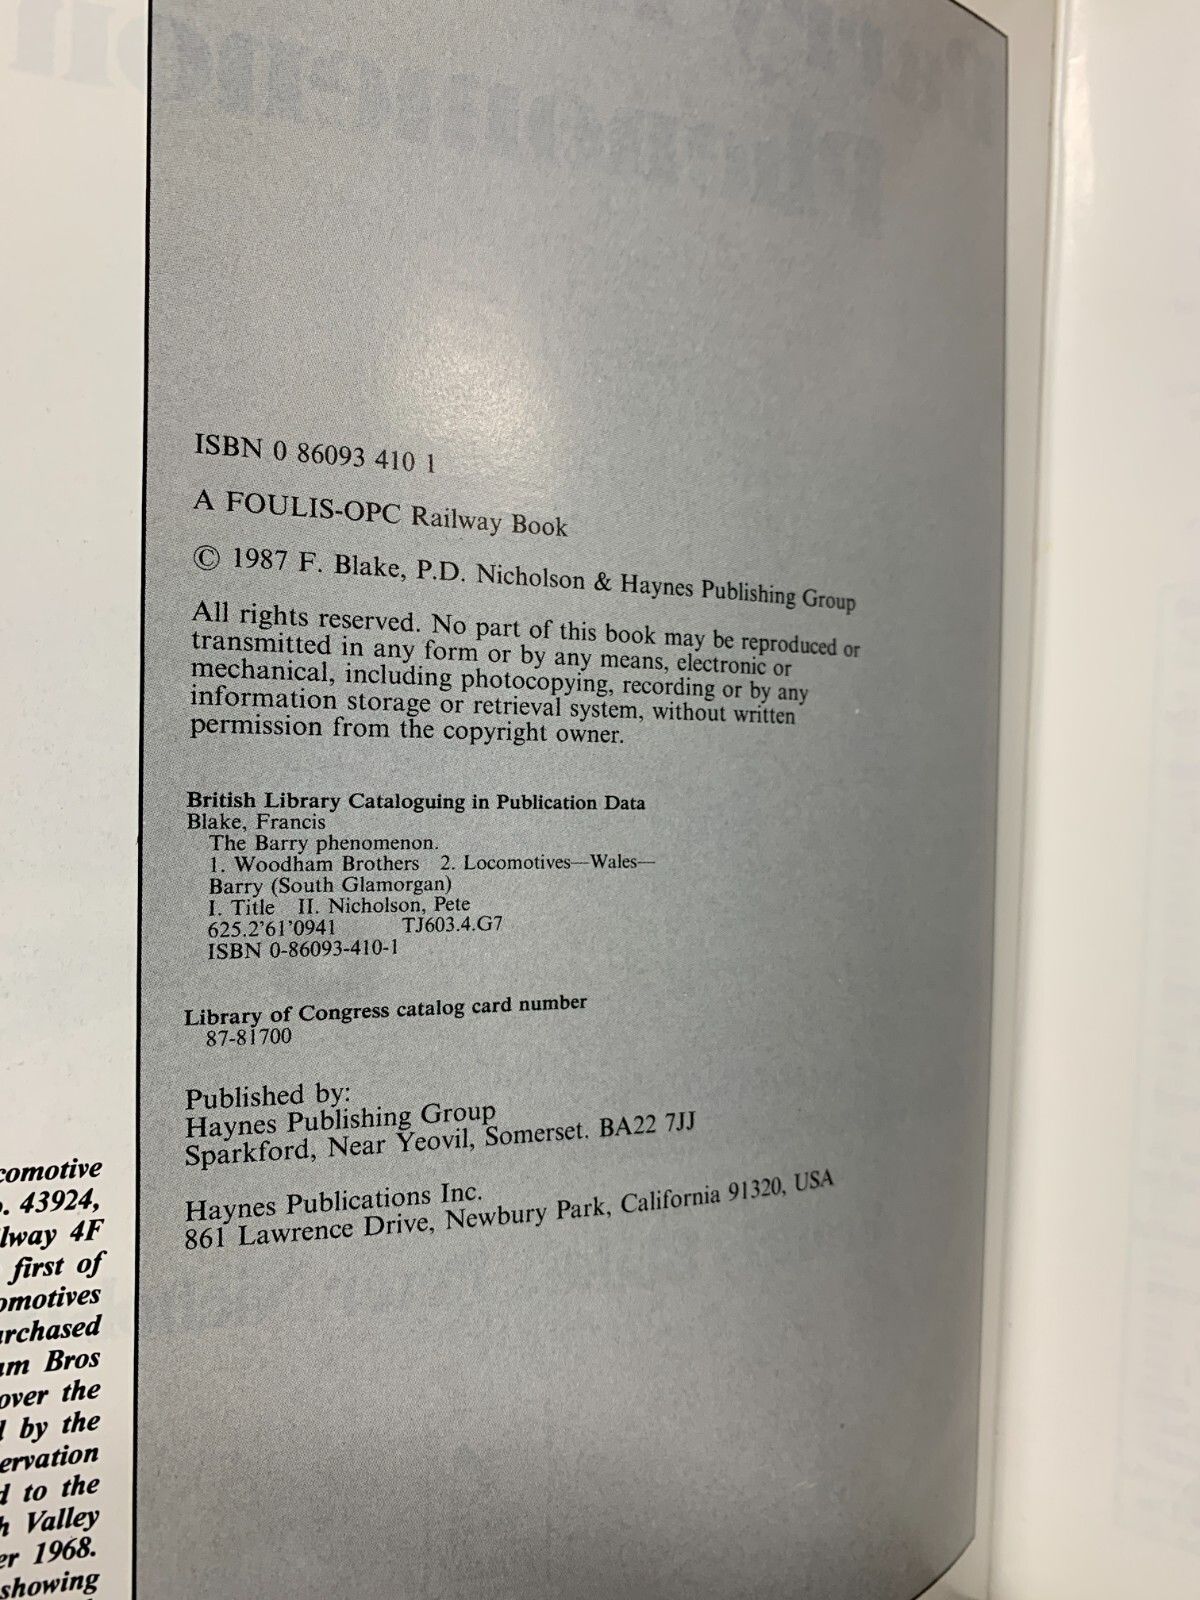 ISBN 0 86093 410 1
A FOULIS-OPC Railway Book
© 1987 F. Blake, P.D. Nicholson & Haynes Publishing Group
All rights reserved. No part of this book may be reproduced or
transmitted in any form or by any means, electronic or
mechanical, including photocopying, recording or by any
information storage or retrieval system, without written
permission from the copyright owner.
British Library Cataloguing in Publication Data
Blake, Francis
The Barry phenomenon.
1. Woodham Brothers 2. Locomotives—Wales—
Barry (South Glamorgan)
I. Title II. Nicholson, Pete
625.2'61'0941 TJ603.4.G7
ISBN 0-86093-410-1
Library of Congress catalog card number
87-81700
Published by:
Haynes Publishing Group
Sparkford, Near Yeovil, Somerset. BA22 7JJ
Haynes Publications Inc.
861 Lawrence Drive, Newbury Park, California 91320, USA
43924,
4F
first of
Bros
over the
by the
to the
Valley
1968.
showing